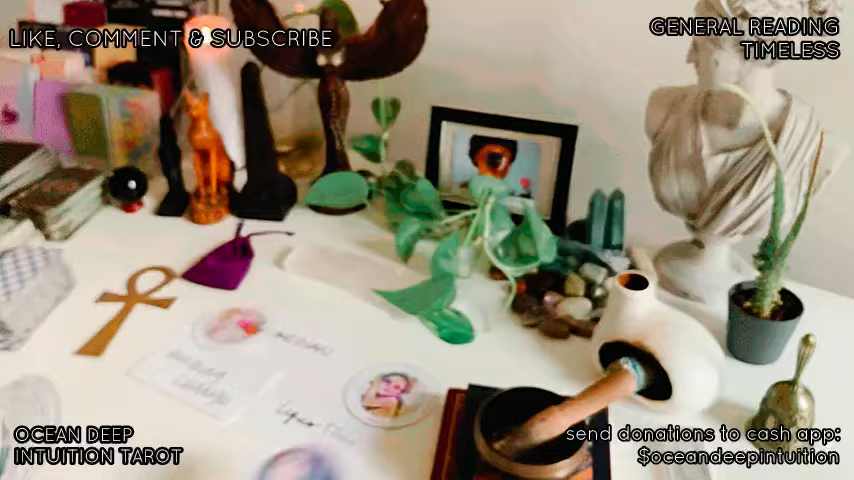 LIKE, COMMENT & SUBSCRIBE
GENERAL READING
TIMELESS
OCEAN DEEP
INTUITION TAROT
send donations to cash app:
$oceandeepintuition